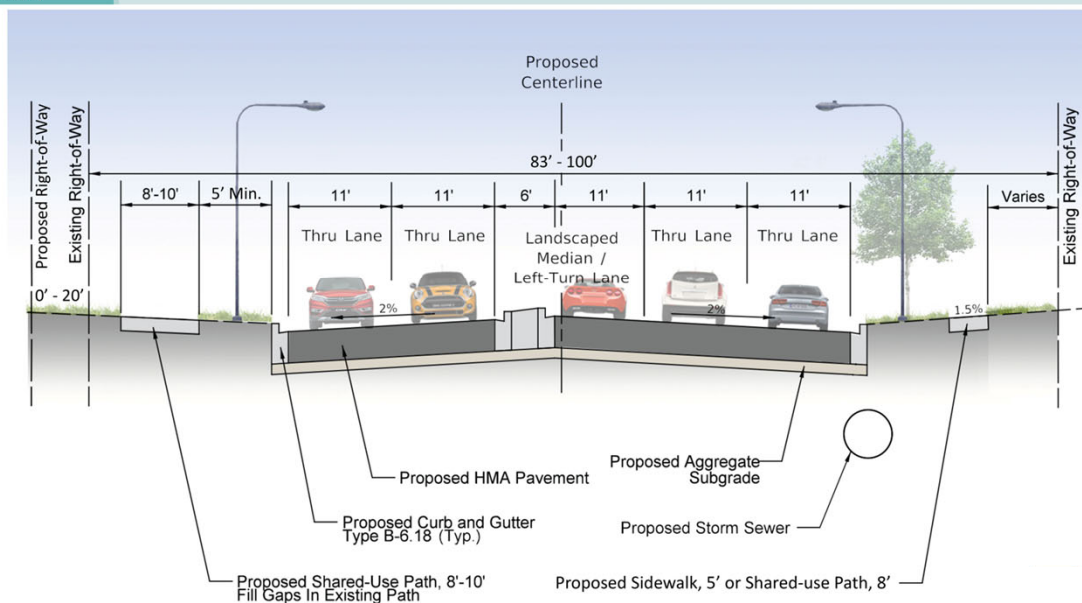 Proposed
Centerline
Proposed Right-of-Way
Existing Right-of-Way
Existing Right-of-Way
83' - 100'
8'-10'
5' Min.
11'
11'
6'
11'
11'
11'
Varies
Thru Lane
Thru Lane
Landscaped
Median /
Left-Turn Lane
Thru Lane
Thru Lane
0' - 20'
2%
2%
1.5%
Proposed HMA Pavement
Proposed Aggregate
Subgrade
Proposed Curb and Gutter
Type B-6.18 (Typ.)
Proposed Storm Sewer
Proposed Shared-Use Path, 8'-10'
Fill Gaps In Existing Path
Proposed Sidewalk, 5' or Shared-use Path, 8'